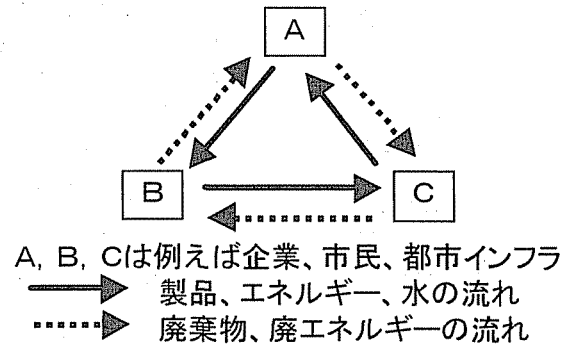 A
B
C
A, B, Cは例えば企業、市民、都市インフラ
製品、エネルギー、水の流れ
廃棄物、廃エネルギーの流れ